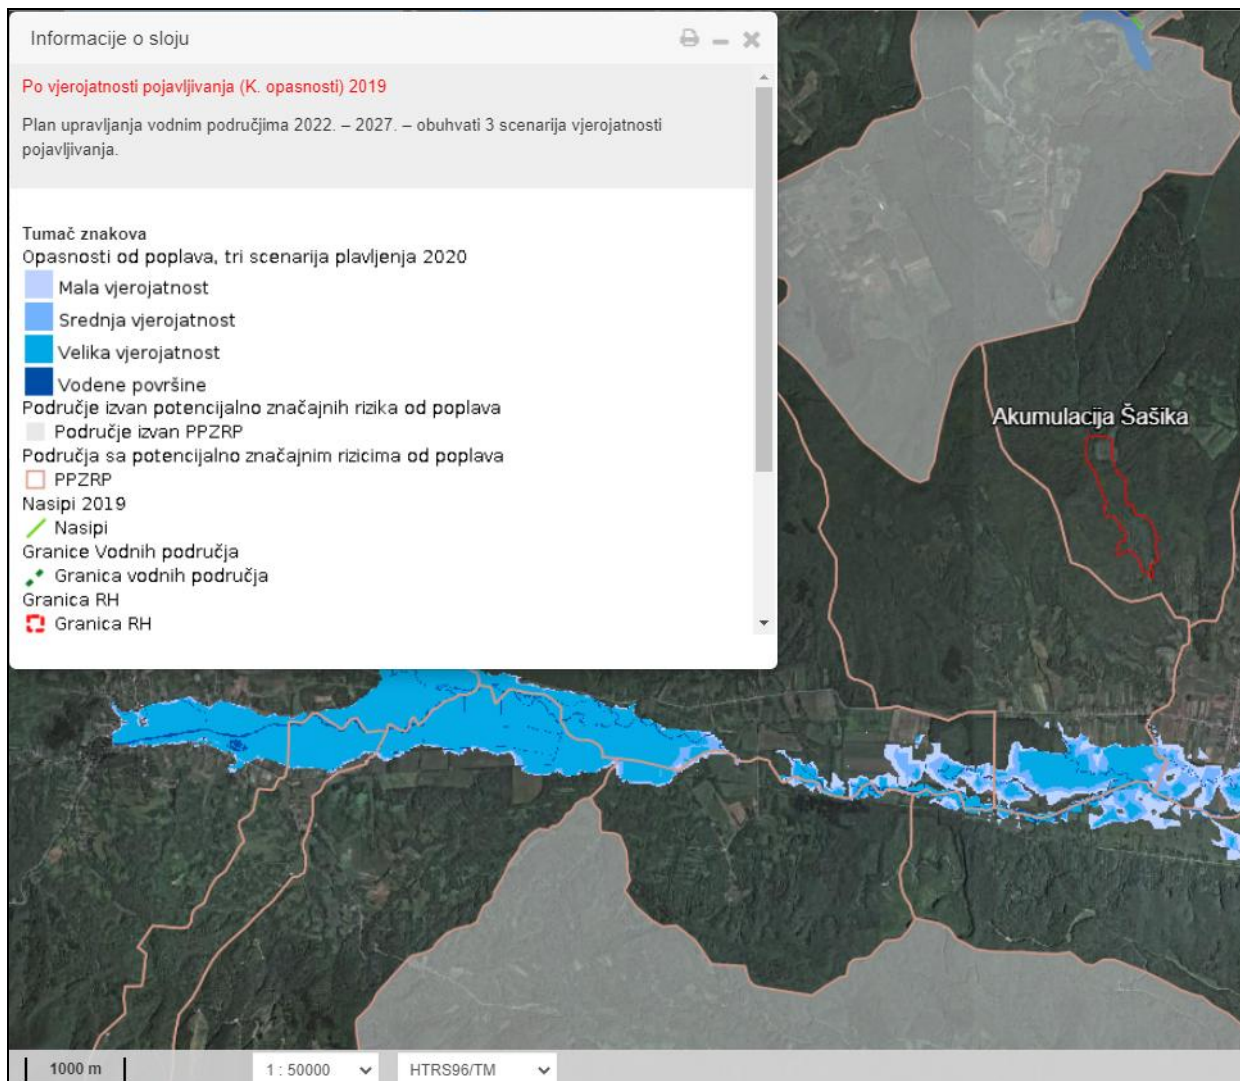 Informacije o sloju
Po vjerojatnosti pojavljivanja (K. opasnosti) 2019
Plan upravljanja vodnim područjima 2022. – 2027. – obuhvati 3 scenarija vjerojatnosti
pojavljivanja.
Tumač znakova
Opasnosti od poplava, tri scenarija plavljenja 2020
Mala vjerojatnost
Srednja vjerojatnost
Velika vjerojatnost
Vodene površine
Područje izvan potencijalno značajnih rizika od poplava
Područje izvan PPZRP
Područja sa potencijalno značajnim rizicima od poplava
PPZRP
Nasipi 2019
Nasipi
Granice Vodnih područja
Granica vodnih područja
Granica RH
Granica RH
Akumulacija Šašika
1000 m
1 : 50000
HTRS96/TM